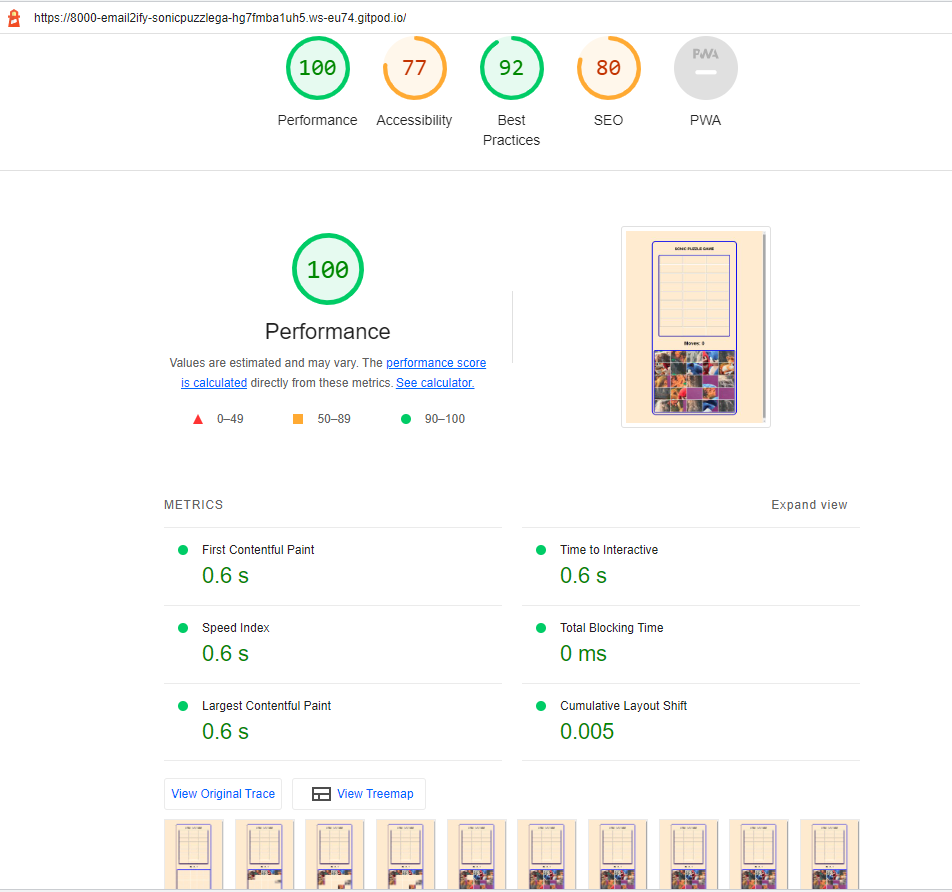 https://8000-email2ify-sonicpuzzlega-hg7fmba1uh5.ws-eu74.gitpod.io/
100
77
92
80
PWA
Performance
Accessibility
Best
Practices
SEO
PWA
100
Performance
Values are estimated and may vary. The performance score
is calculated directly from these metrics. See calculator.
0–49
50–89
90–100
SONIC PUZZLE GAME
Moves: 0
METRICS
Expand view
First Contentful Paint
0.6 s
Time to Interactive
0.6 s
Speed Index
0.6 s
Total Blocking Time
0 ms
Largest Contentful Paint
0.6 s
Cumulative Layout Shift
0.005
View Original Trace
View Treemap